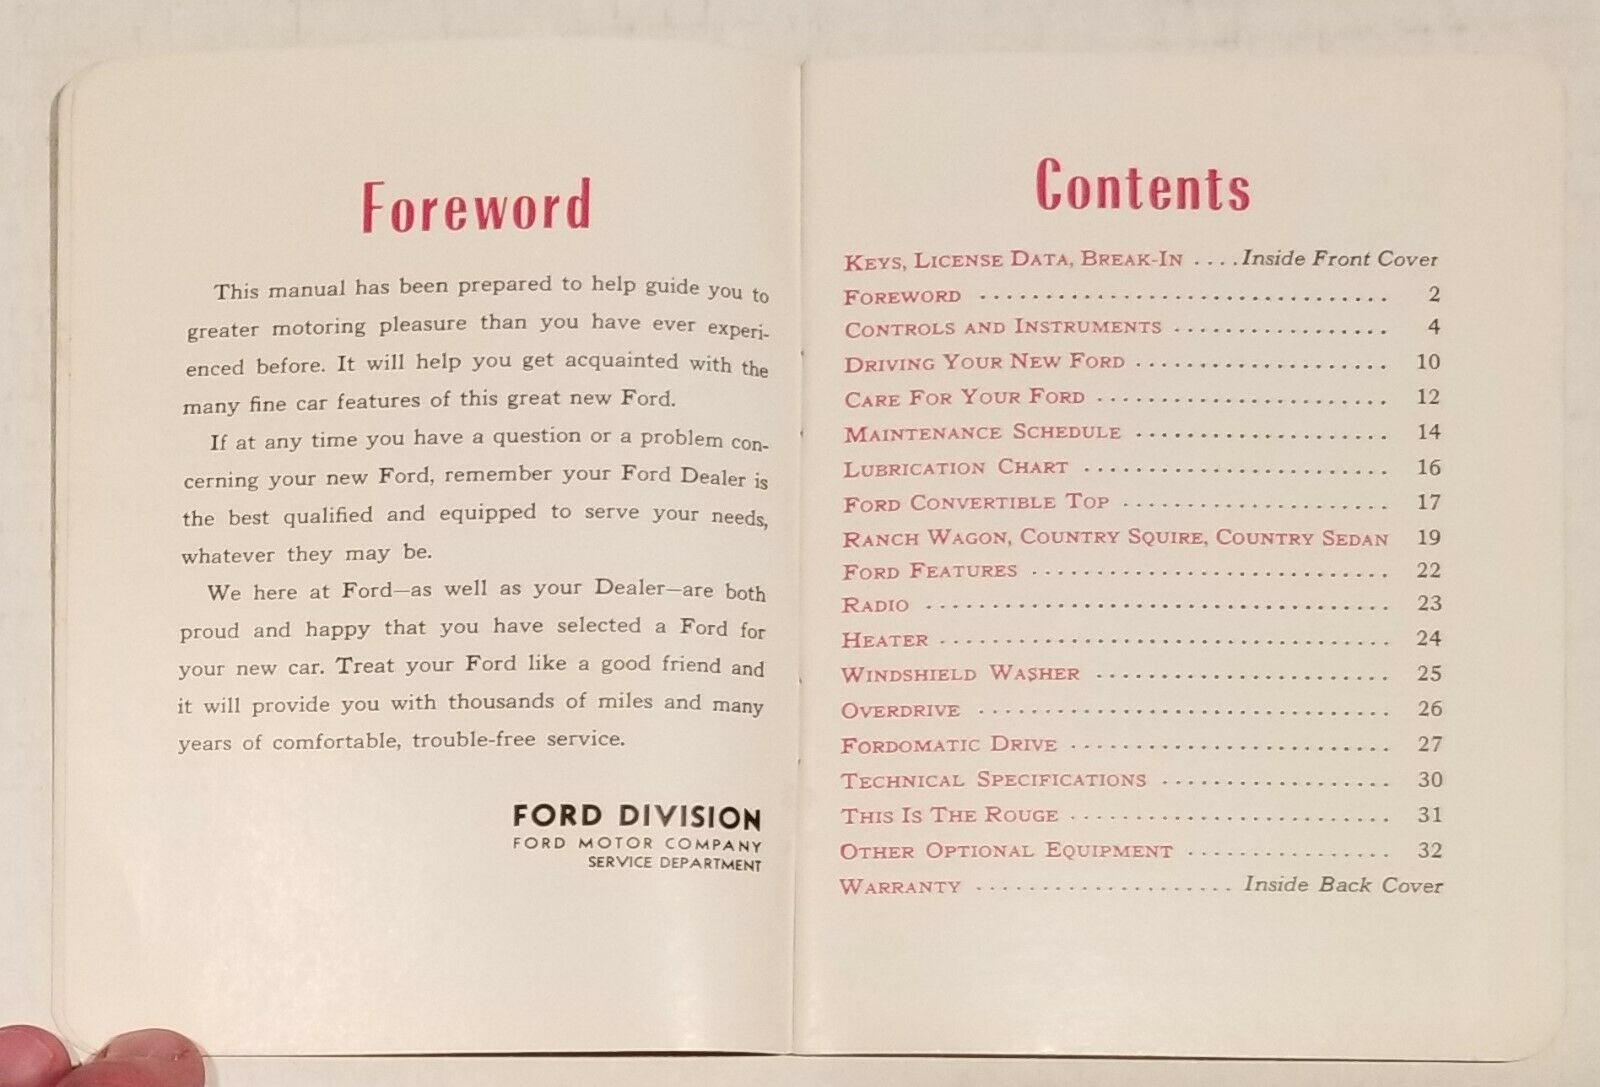 Foreword
This manual has been prepared to help guide you to
greater motoring pleasure than you have ever experi-
enced before. It will help you get acquainted with the
many fine car features of this great new Ford.
If at any time you have a question or a problem con-
cerning your new Ford, remember your Ford Dealer is
the best qualified and equipped to serve your needs,
whatever they may be.
We here at Ford—as well as your Dealer—are both
proud and happy that you have selected a Ford for
your new car. Treat your Ford like a good friend and
it will provide you with thousands of miles and many
years of comfortable, trouble-free service.
FORD DIVISION
FORD MOTOR COMPANY
SERVICE DEPARTMENT
Contents
KEYS, LICENSE DATA, BREAK-IN ....Inside Front Cover
FOREWORD ................................ 2
CONTROLS AND INSTRUMENTS ................. 4
DRIVING YOUR NEW FORD .................... 10
CARE FOR YOUR FORD ....................... 12
MAINTENANCE SCHEDULE .................... 14
LUBRICATION CHART ........................ 16
FORD CONVERTIBLE TOP ..................... 17
RANCH WAGON, COUNTRY SQUIRE, COUNTRY SEDAN 19
FORD FEATURES ............................ 22
RADIO .................................... 23
HEATER ................................... 24
WINDSHIELD WASHER ....................... 25
OVERDRIVE ................................ 26
FORDOMATIC DRIVE ......................... 27
TECHNICAL SPECIFICATIONS .................. 30
THIS IS THE ROUGE ......................... 31
OTHER OPTIONAL EQUIPMENT ................ 32
WARRANTY .................... Inside Back Cover